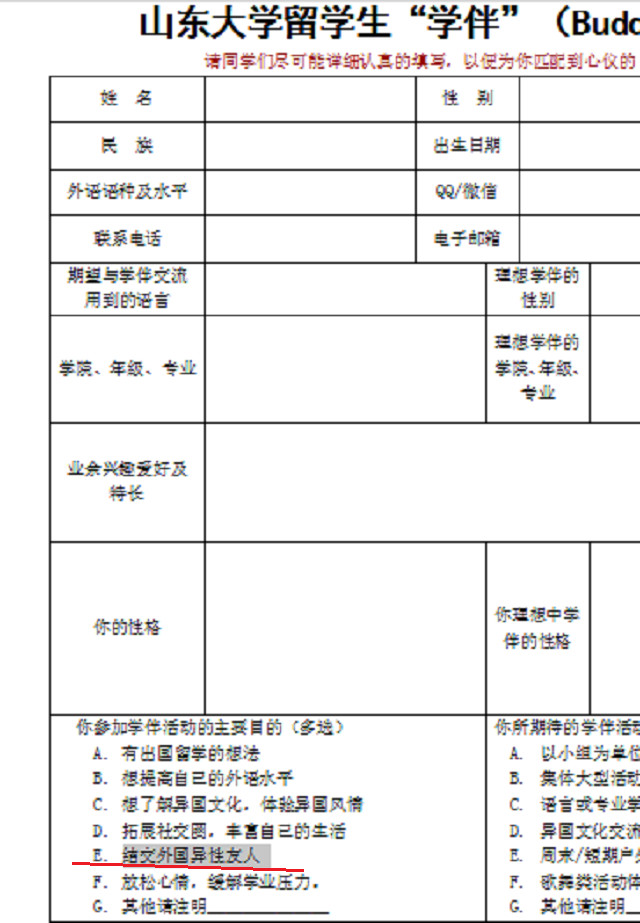 山东大学留学生“学伴”（Budd
请同学们尽可能详细认真的填写，以便为你匹配到心仪的
姓 名
性 别
民 族
出生日期
外语语种及水平
QQ/微信
联系电话
电子邮箱
期望与学伴交流
用到的语言
理想学伴的
性别
学院、年级、专业
理想学伴的
学院、年级、
专业
业余兴趣爱好及
特长
你的性格
你理想中学
伴的性格
你参加学伴活动的主要目的（多选）
A. 有出国留学的想法
B. 想提高自己的外语水平
C. 想了解异国文化，体验异国风情
D. 拓展社交圈，丰富自己的生活
E. 结交外国异性友人
F. 放松心情，缓解学业压力。
G. 其他请注明____________
你所期待的学伴活动
A. 以小组为单位
B. 集体大型活动
C. 语言或专业学
D. 异国文化交流
E. 周末/短期户外
F. 歌舞类活动体
G. 其他请注明_